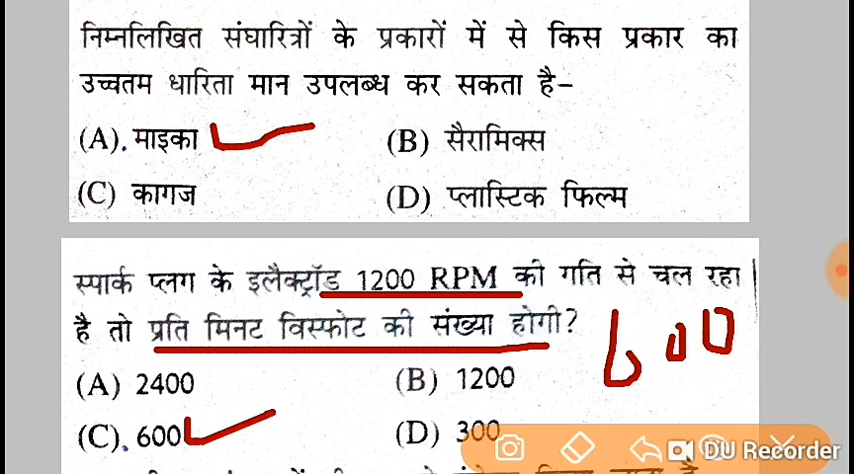 निम्नलिखित संघारित्रों के प्रकारों में से किस प्रकार का
उच्चतम धारिता मान उपलब्ध कर सकता है–
(A). माइका (B) सैरामिक्स
(C) कागज (D) प्लास्टिक फिल्म
स्पार्क प्लग के इलैक्ट्रॉड 1200 RPM की गति से चल रहा
है तो प्रति मिनट विस्फोट की संख्या होगी? 600
(A) 2400 (B) 1200
(C). 600 (D) 300
DU Recorder